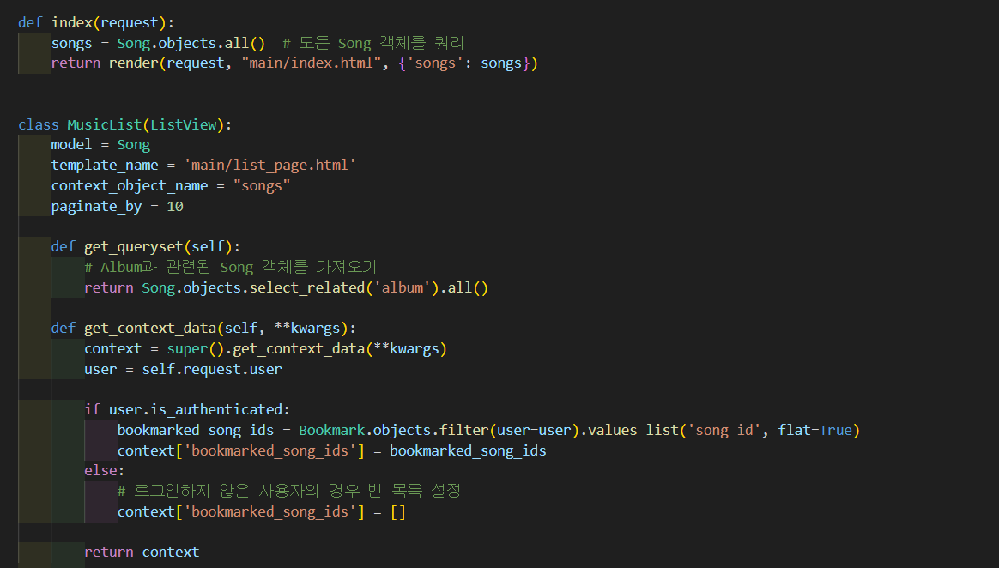 def index(request):
    songs = Song.objects.all()  # 모든 Song 객체를 쿼리
    return render(request, "main/index.html", {'songs': songs})
class MusicList(ListView):
    model = Song
    template_name = 'main/list_page.html'
    context_object_name = "songs"
    paginate_by = 10
    def get_queryset(self):
        # Album과 관련된 Song 객체를 가져오기
        return Song.objects.select_related('album').all()
    def get_context_data(self, **kwargs):
        context = super().get_context_data(**kwargs)
        user = self.request.user
        if user.is_authenticated:
            bookmarked_song_ids = Bookmark.objects.filter(user=user).values_list('song_id', flat=True)
            context['bookmarked_song_ids'] = bookmarked_song_ids
        else:
            # 로그인하지 않은 사용자의 경우 빈 목록 설정
            context['bookmarked_song_ids'] = []
        return context